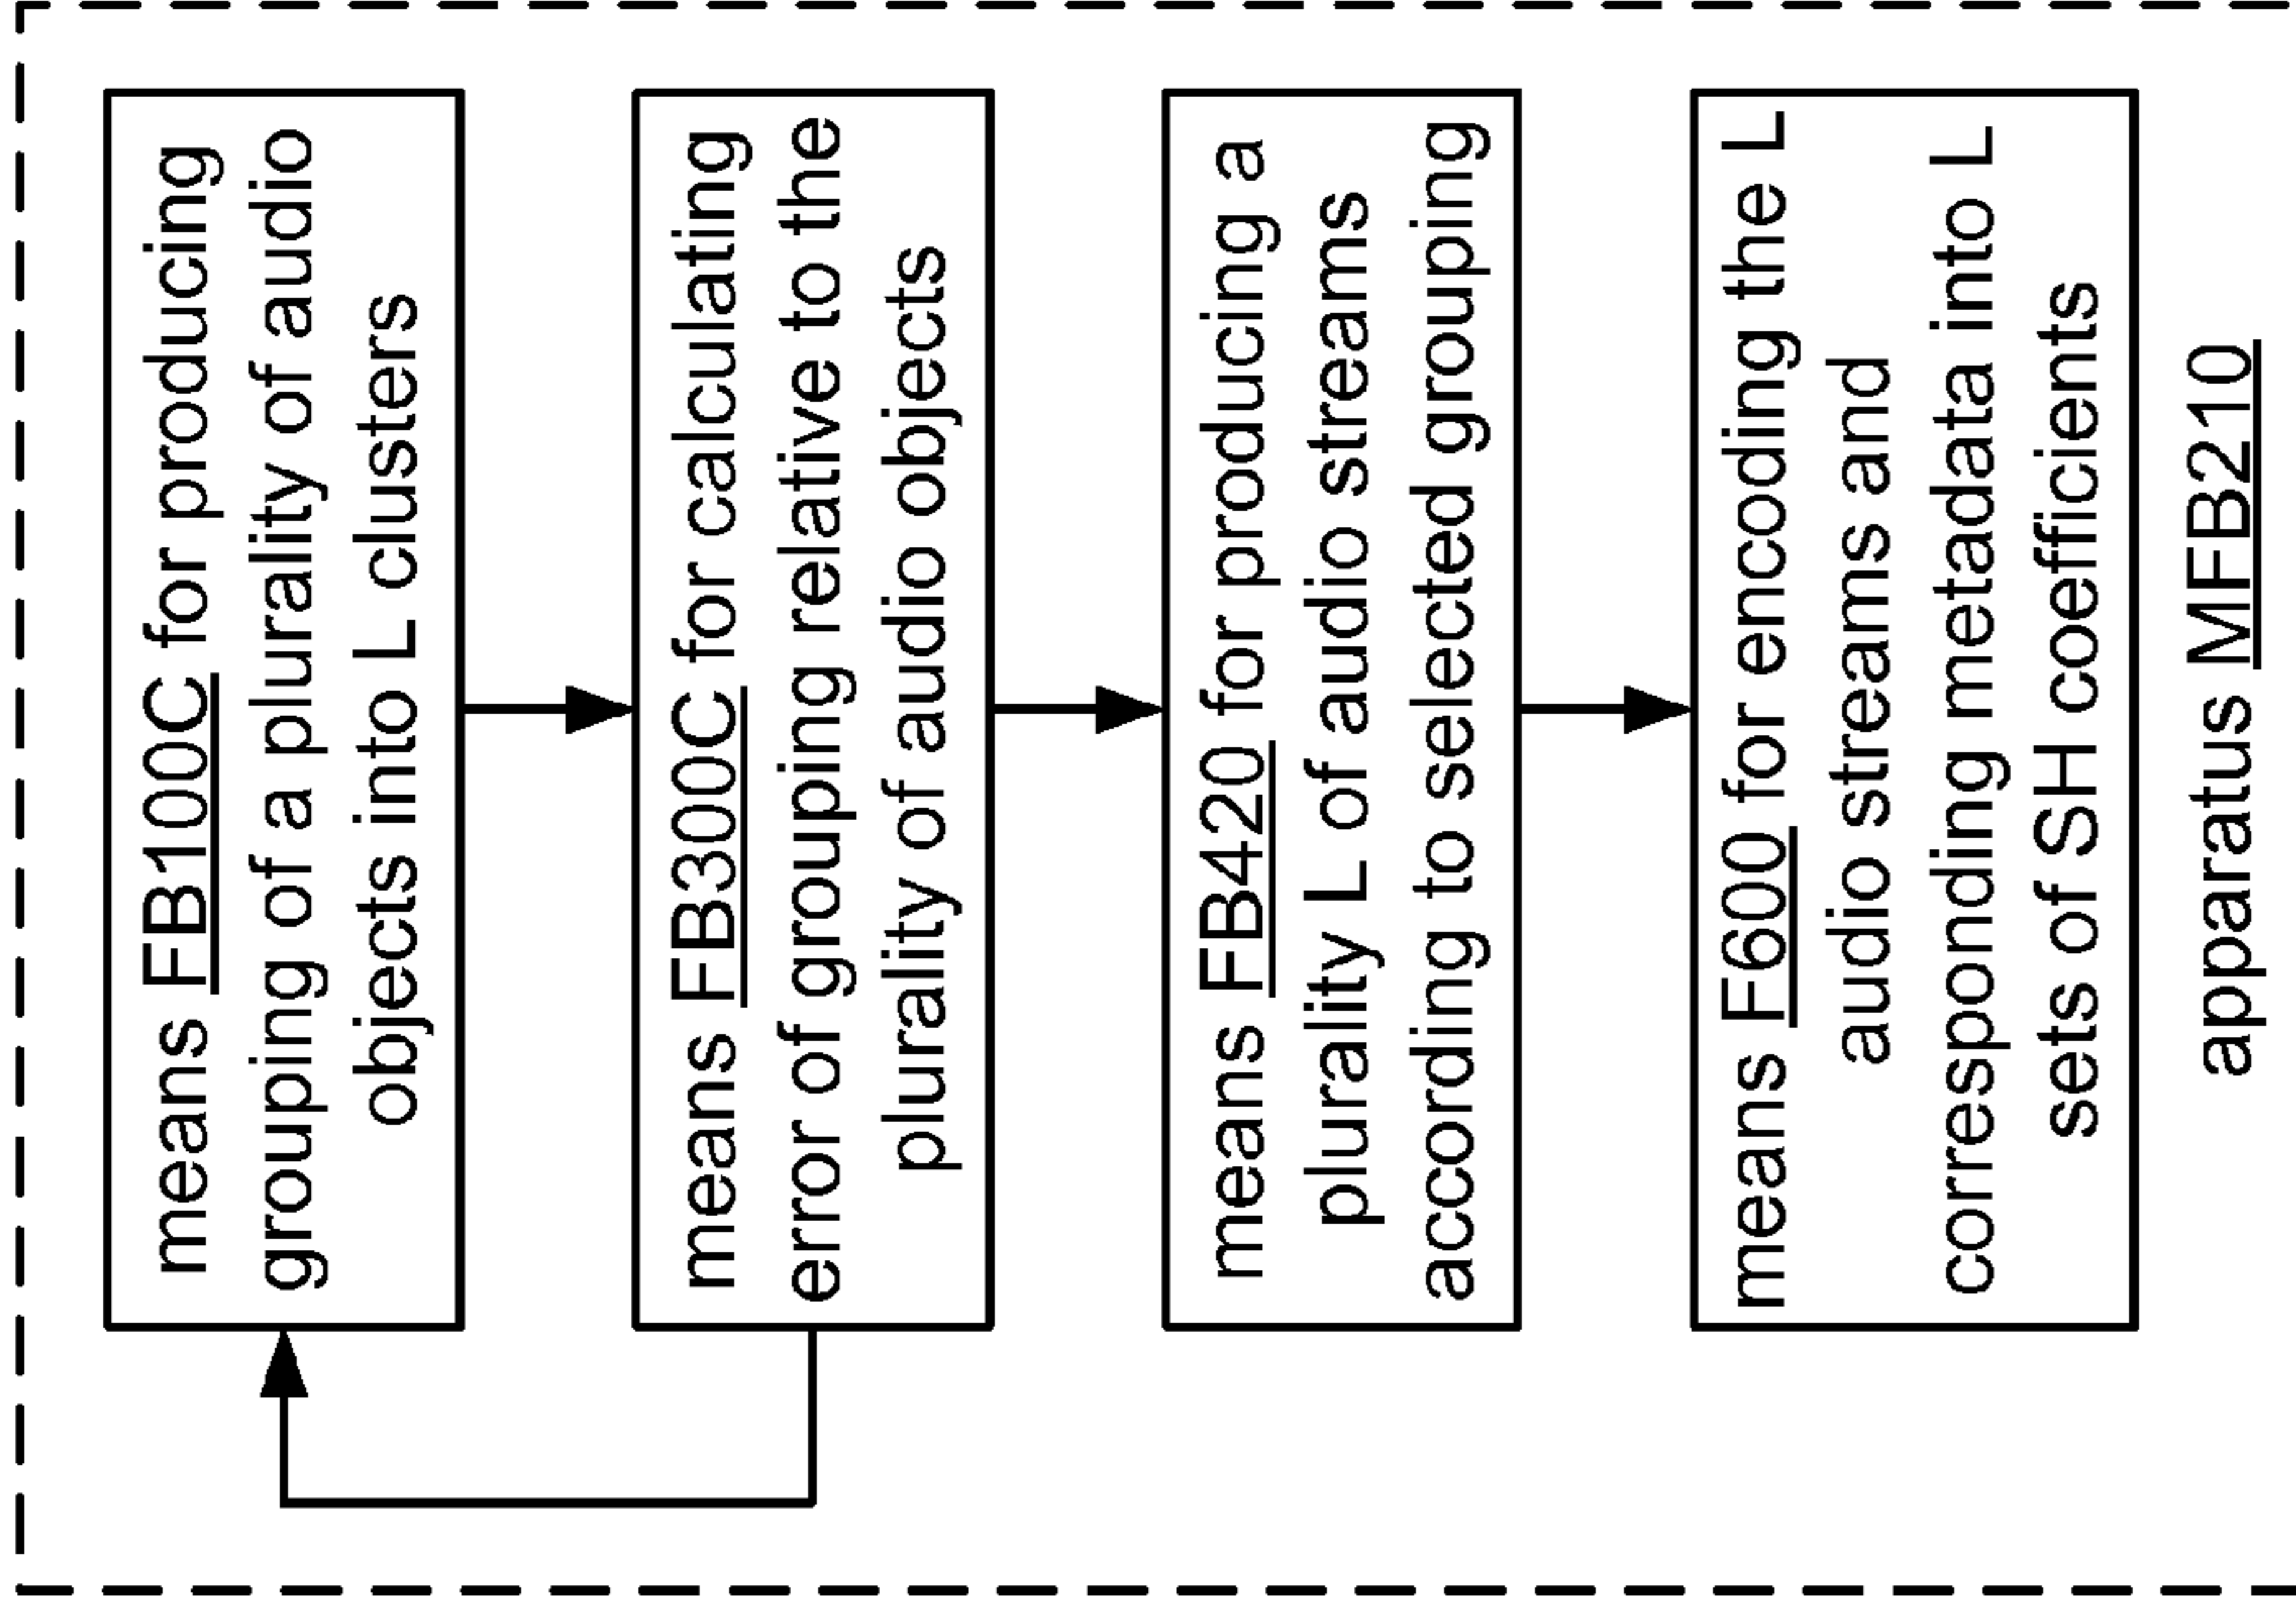 means FB100C for producing
grouping of a plurality of audio
objects into L clusters
means FB300C for calculating
error of grouping relative to the
plurality of audio objects
means FB420 for producing a
plurality L of audio streams
according to selected grouping
means F600 for encoding the L
audio streams and
corresponding metadata into L
sets of SH coefficients
apparatus MFB210